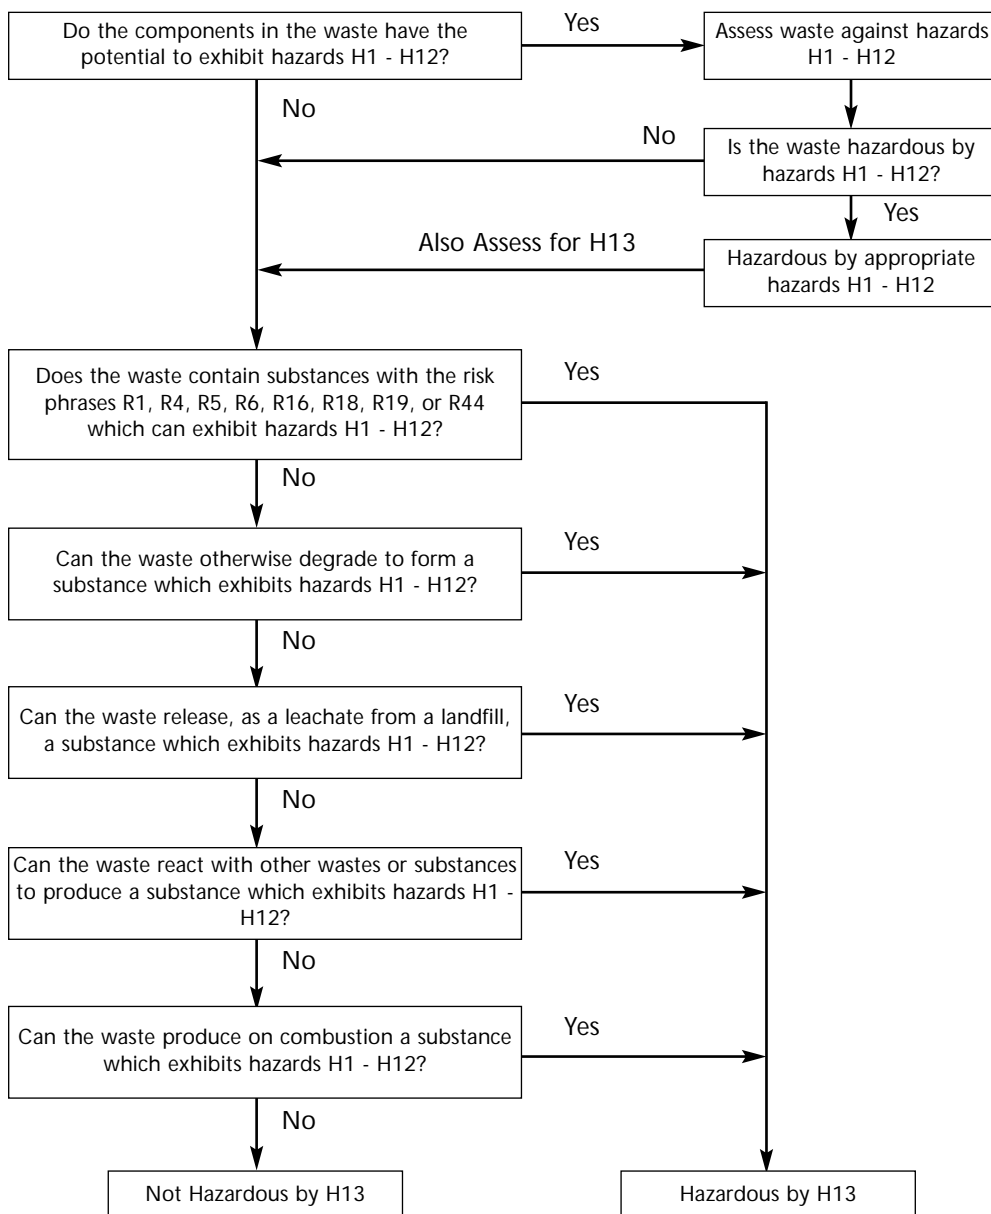 Do the components in the waste have the
potential to exhibit hazards H1 - H12?
Yes
Assess waste against hazards
H1 - H12
No
No
Is the waste hazardous by
hazards H1 - H12?
Yes
Also Assess for H13
Hazardous by appropriate
hazards H1 - H12
Does the waste contain substances with the risk
phrases R1, R4, R5, R6, R16, R18, R19, or R44
which can exhibit hazards H1 - H12?
Yes
No
Can the waste otherwise degrade to form a
substance which exhibits hazards H1 - H12?
Yes
No
Can the waste release, as a leachate from a landfill,
a substance which exhibits hazards H1 - H12?
Yes
No
Can the waste react with other wastes or substances
to produce a substance which exhibits hazards H1 -
H12?
Yes
No
Can the waste produce on combustion a substance
which exhibits hazards H1 - H12?
Yes
No
Not Hazardous by H13
Hazardous by H13